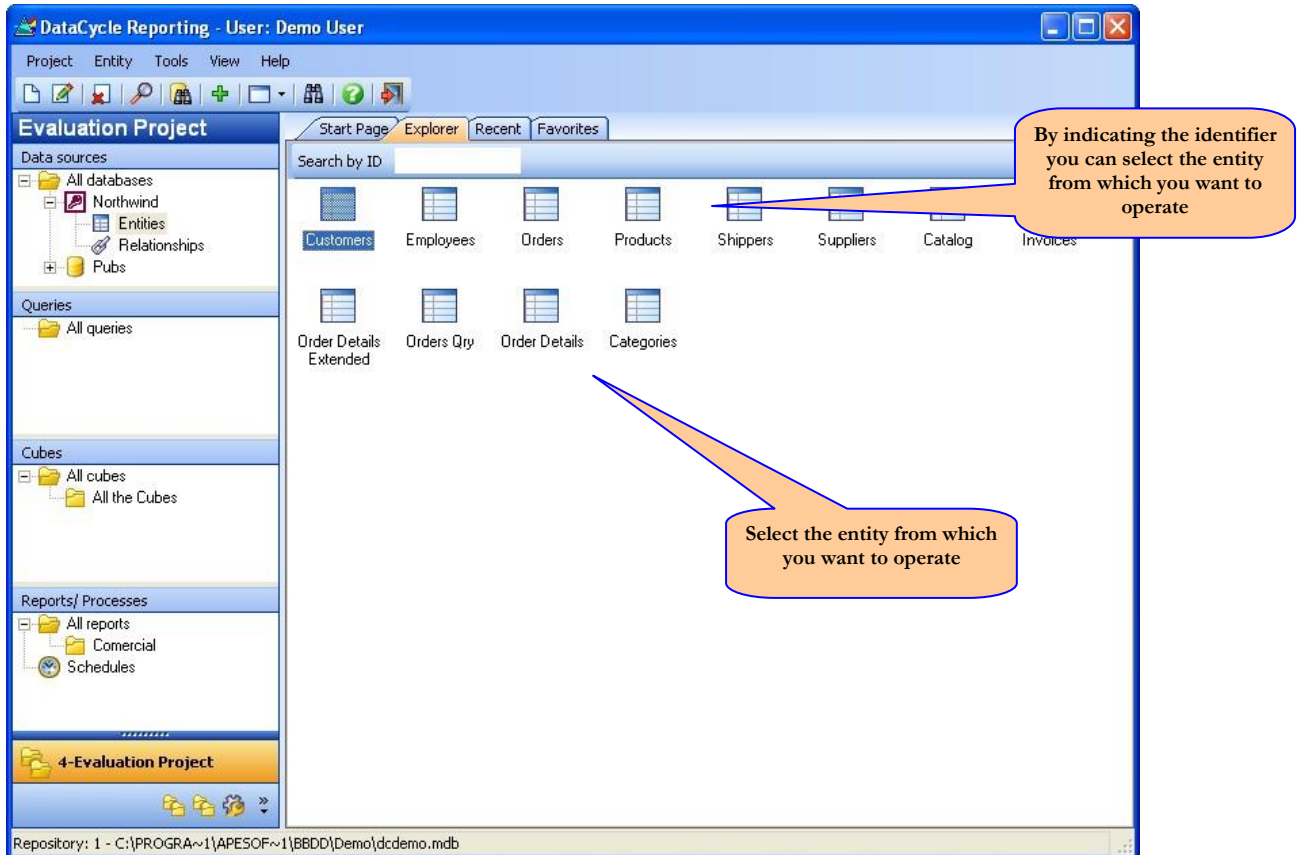 DataCycle Reporting - User: Demo User
Project Entity Tools View Help
Evaluation Project
Start Page Explorer Recent Favorites
Data sources
Search by ID
All databases
Northwind
Entities
Relationships
Pubs
Customers Employees Orders Products Shippers Suppliers Catalog Invoices
By indicating the identifier
you can select the entity
from which you want to
operate
Order Details Extended Orders Qry Order Details Categories
Select the entity from which
you want to operate
Queries
All queries
Cubes
All cubes
All the Cubes
Reports/ Processes
All reports
Comercial
Schedules
4-Evaluation Project
Repository: 1 - C:\PROGRA~1\APESOF~1\BBDD\Demo\dcdemo.mdb